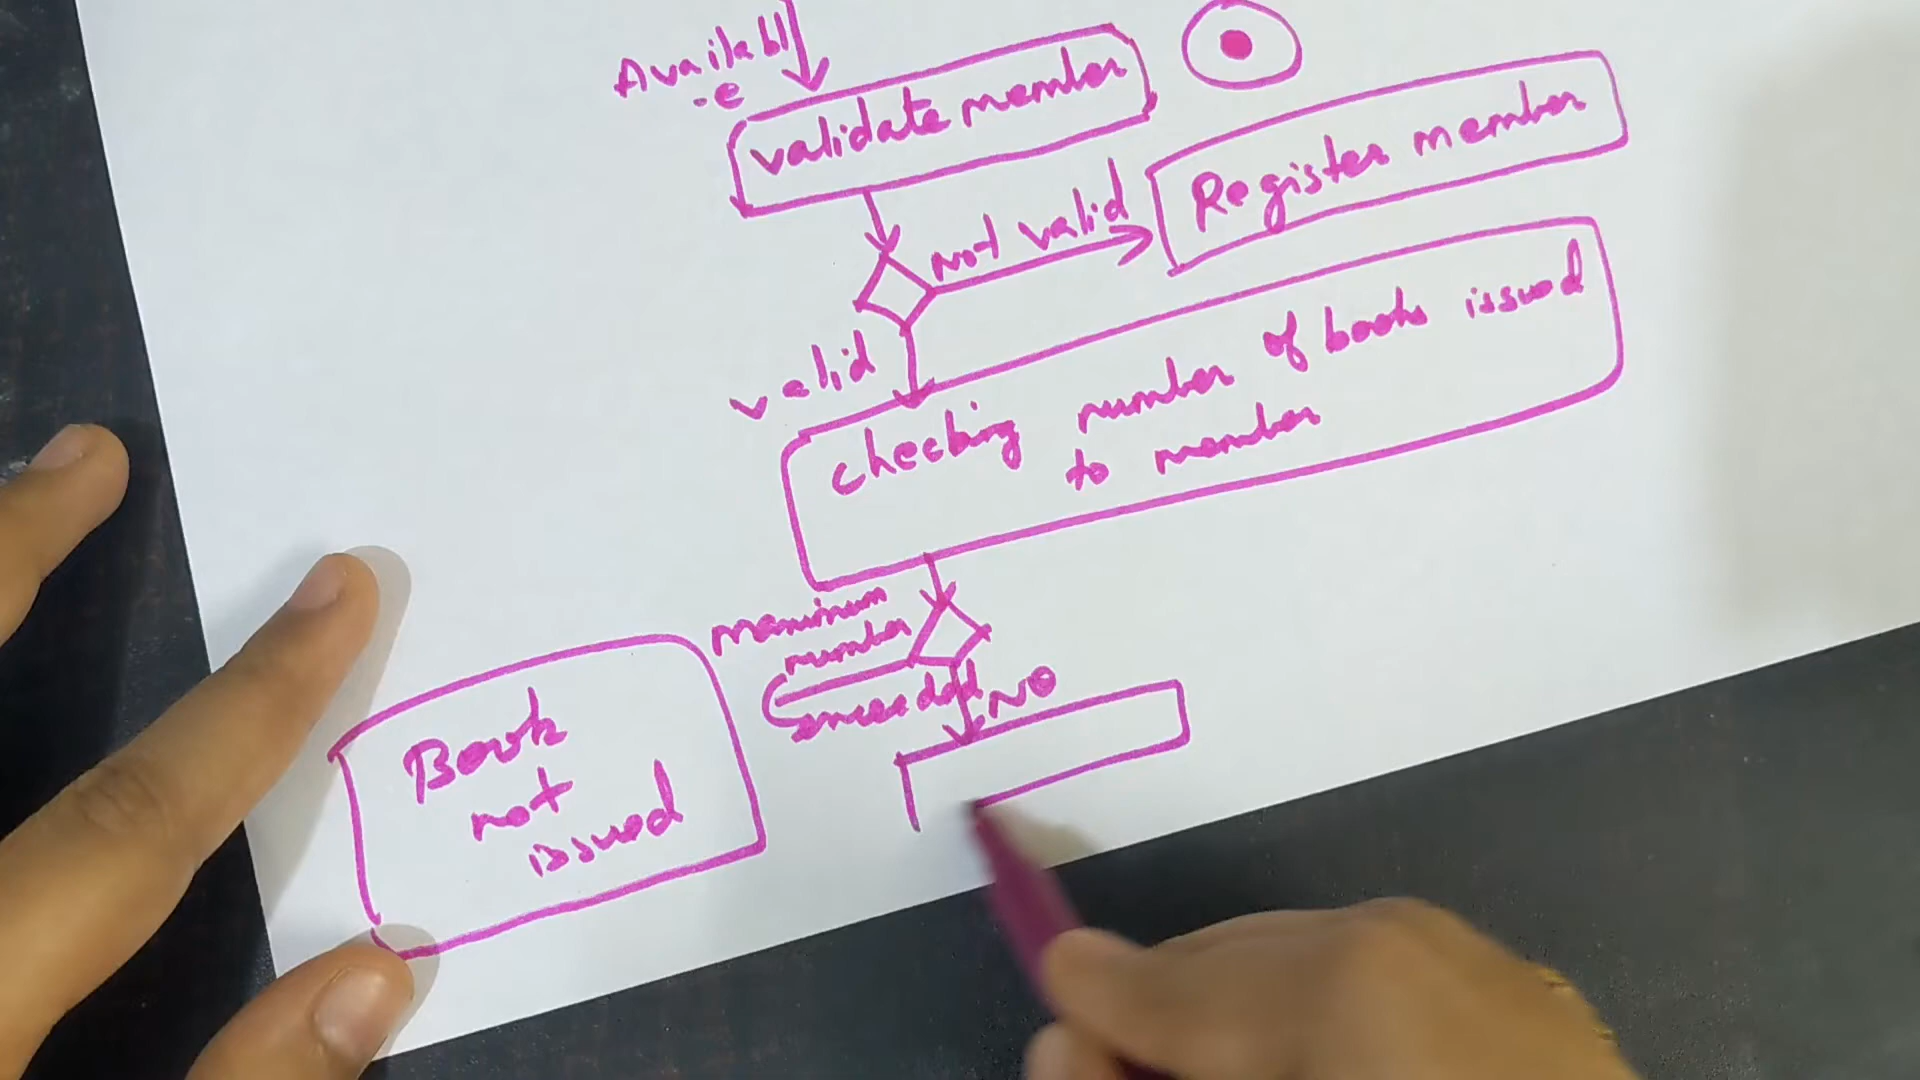 Availabl
-e
validate member
Register member
not valid
valid
checking number of books issued
to member
maximum
number
exceeded
NO
Book
not
issued